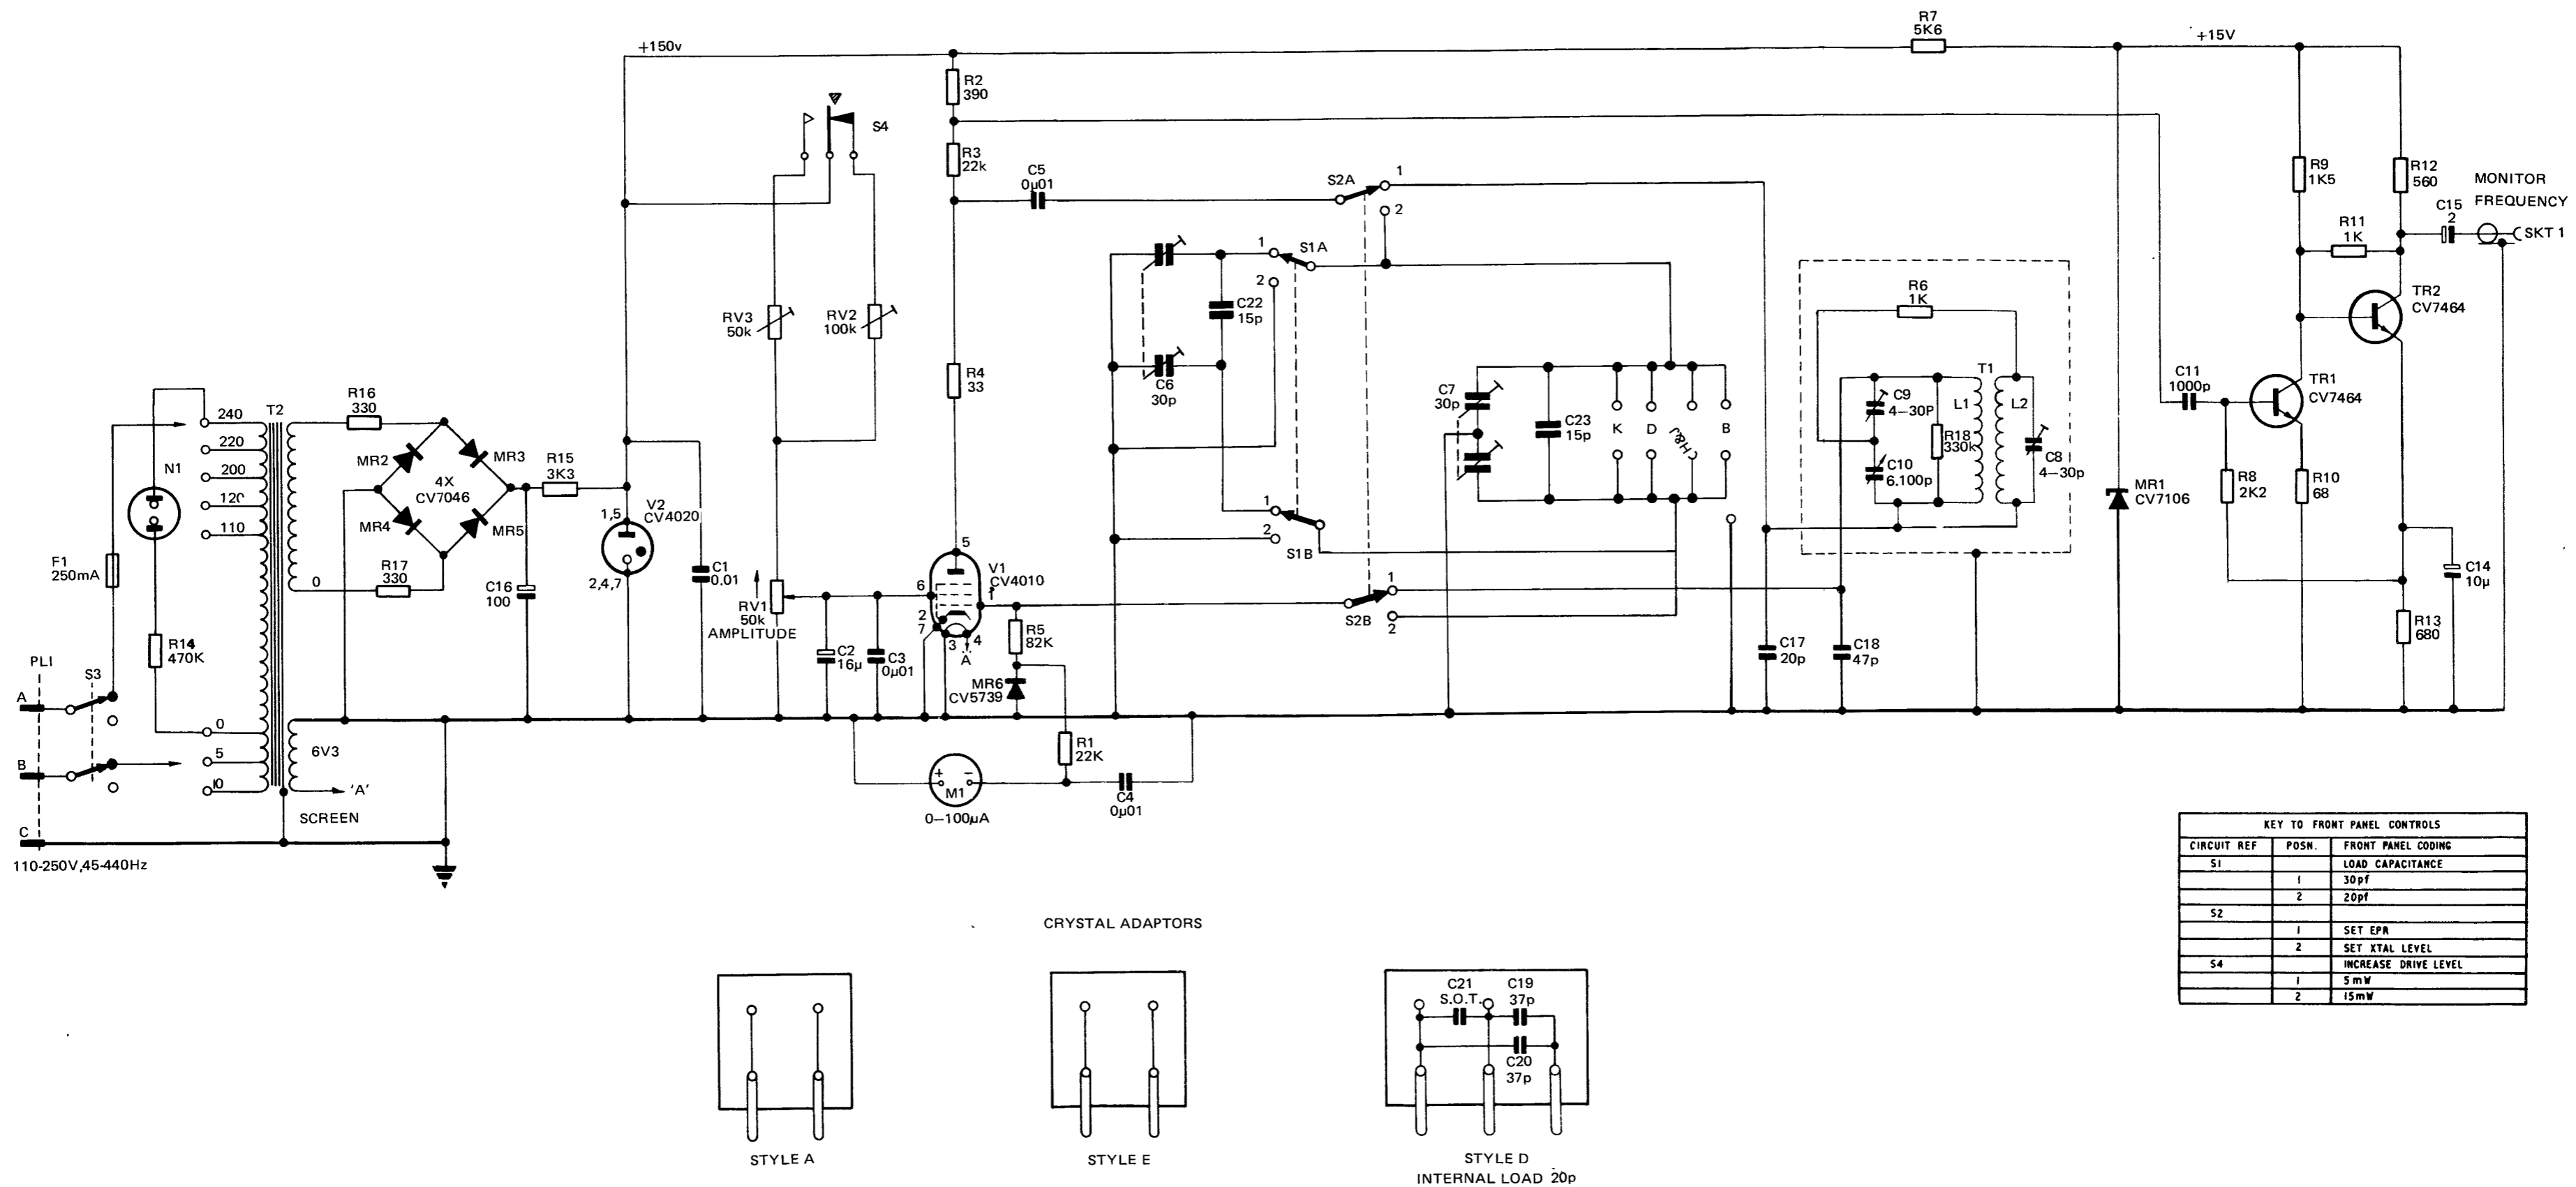 R7
5K6
+150v
+15V
R2
390
S4
R3
22k
C5
0µ01
S2A
1
2
R9
1K5
R12
560
MONITOR
FREQUENCY
C15
2
SKT 1
R11
1K
1
S1A
2
C22
15p
C6
30p
RV3
50k
RV2
100k
R4
33
R6
1K
TR2
CV7464
C7
30p
C23
15p
K
D
J&H
B
C9
4–30P
C10
6.100p
R18
330k
L1
T1
L2
C8
4–30p
C11
1000p
TR1
CV7464
R8
2K2
R10
68
MR1
CV7106
T2
R16
330
240
220
200
120
110
N1
MR2
MR3
4X
CV7046
MR4
MR5
R15
3K3
V2
CV4020
1,5
2,4,7
F1
250mA
0
R17
330
C16
100
C1
0.01
RV1
50k
AMPLITUDE
5
6
V1
CV4010
2
7
3
4
A
1
2
S1B
1
S2B
2
R5
82K
C2
16µ
C3
0µ01
MR6
CV5739
C17
20p
C18
47p
C14
10µ
R13
680
R14
470K
PL1
S3
A
B
C
0
5
10
6V3
'A'
SCREEN
R1
22K
+
–
M1
0–100µA
C4
0µ01
110-250V,45-440Hz
KEY TO FRONT PANEL CONTROLS
CIRCUIT REF POSN. FRONT PANEL CODING
S1 LOAD CAPACITANCE
1 30pf
2 20pf
S2
1 SET EPR
2 SET XTAL LEVEL
S4 INCREASE DRIVE LEVEL
1 5mW
2 15mW
CRYSTAL ADAPTORS
C21
S.O.T.
C19
37p
C20
37p
STYLE A
STYLE E
STYLE D
INTERNAL LOAD 20p